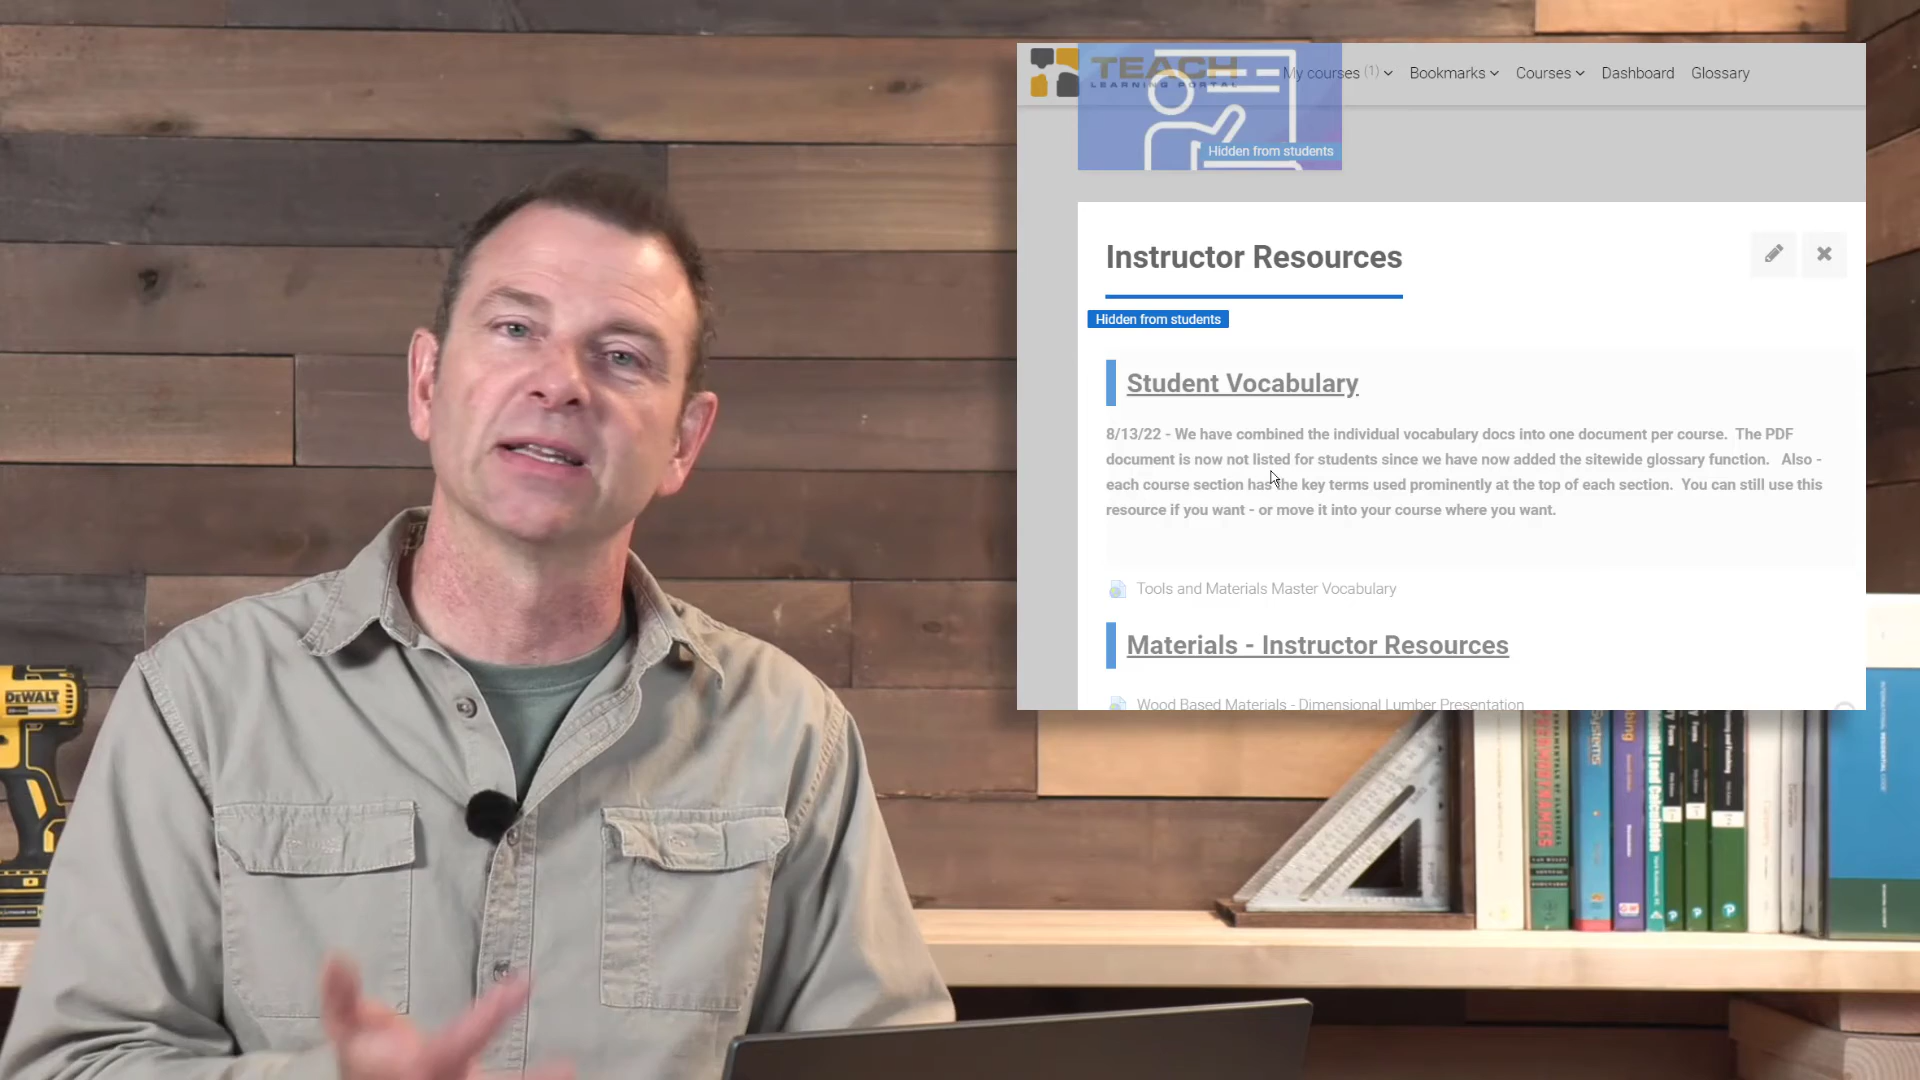 TEACH
LEARNING PORTAL
My courses (1)
Bookmarks
Courses
Dashboard
Glossary
Hidden from students
Instructor Resources
Hidden from students
Student Vocabulary
8/13/22 - We have combined the individual vocabulary docs into one document per course. The PDF
document is now not listed for students since we have now added the sitewide glossary function. Also -
each course section has the key terms used prominently at the top of each section. You can still use this
resource if you want - or move it into your course where you want.
Tools and Materials Master Vocabulary
Materials - Instructor Resources
Wood Based Materials - Dimensional Lumber Presentation
DEWALT
Systems
Load Calculation